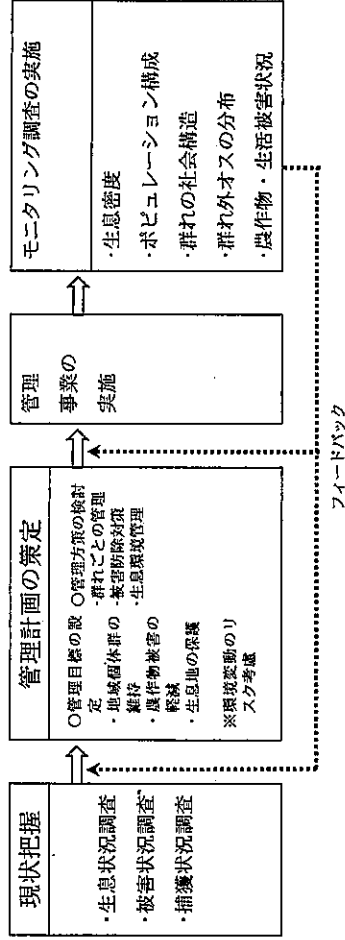 現状把握
・生息状況調査
・被害状況調査
・捕獲状況調査
管理計画の策定
○管理目標の設
定
・地域個体群の
維持
・農作物被害の
軽減
・生息地の保護
※環境変動のリ
スク考慮
○管理方策の検討
・群れごとの管理
・被害防除対策
・生息環境管理
管理
事業の
実施
モニタリング調査の実施
・生息密度
・ポピュレーション構成
・群れの社会構造
・群れ外オスの分布
・農作物・生活被害状況
フィードバック